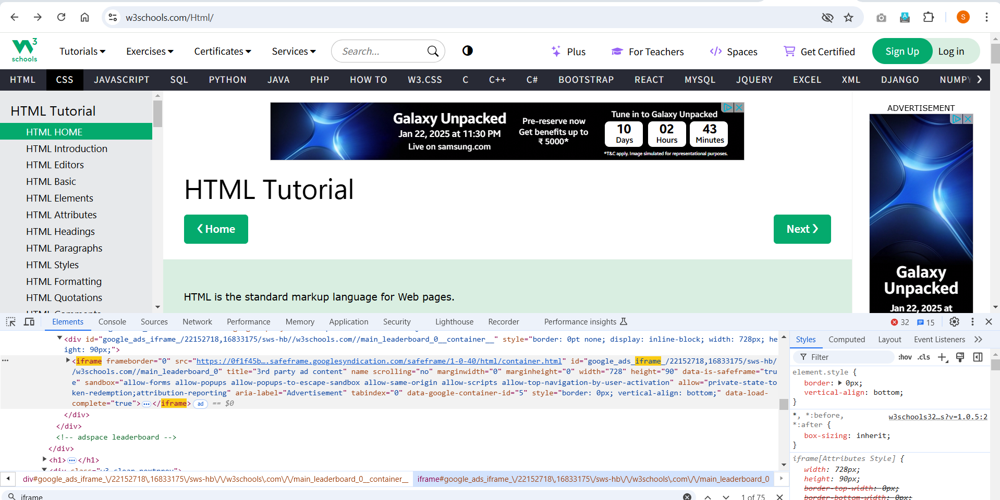 w3schools.com/Html/
S
W3
schools
Tutorials Exercises Certificates Services Search... Plus For Teachers Spaces Get Certified Sign Up Log in
HTML CSS JAVASCRIPT SQL PYTHON JAVA PHP HOW TO W3.CSS C C++ C# BOOTSTRAP REACT MYSQL JQUERY EXCEL XML DJANGO NUMPY
HTML Tutorial
HTML HOME
HTML Introduction
HTML Editors
HTML Basic
HTML Elements
HTML Attributes
HTML Headings
HTML Paragraphs
HTML Styles
HTML Formatting
HTML Quotations
HTML Comments
Galaxy Unpacked
Jan 22, 2025 at 11:30 PM
Live on samsung.com
Pre-reserve now
Get benefits up to
₹ 5000*
Tune in to Galaxy Unpacked
10 02 43
Days Hours Minutes
*T&C apply. Image simulated for representational purposes.
HTML Tutorial
❮ Home
Next ❯
HTML is the standard markup language for Web pages.
ADVERTISEMENT
Galaxy
Unpacked
Jan 22, 2025 at
Elements Console Sources Network Performance Memory Application Security Lighthouse Recorder Performance insights 32 15
<div id="google_ads_iframe_/22152718,16833175/sws-hb//w3schools.com//main_leaderboard_0__container__" style="border: 0pt none; display: inline-block; width: 728px; he
ight: 90px;">
<iframe frameborder="0" src="https://0f1f45b….safeframe.googlesyndication.com/safeframe/1-0-40/html/container.html" id="google_ads_iframe_/22152718,16833175/sws-hb/
/w3schools.com//main_leaderboard_0" title="3rd party ad content" name scrolling="no" marginwidth="0" marginheight="0" width="728" height="90" data-is-safeframe="tru
e" sandbox="allow-forms allow-popups allow-popups-to-escape-sandbox allow-same-origin allow-scripts allow-top-navigation-by-user-activation" allow="private-state-to
ken-redemption;attribution-reporting" aria-label="Advertisement" tabindex="0" data-google-container-id="5" style="border: 0px; vertical-align: bottom;" data-load-
complete="true">…</iframe> ad == $0
</div>
</div>
<!-- adspace leaderboard -->
</div>
<h1>…</h1>
<div class="w3-clear nextprev">
div#google_ads_iframe_\/22152718\,16833175\/sws-hb\/\/w3schools\.com\/\/main_leaderboard_0__container__ iframe#google_ads_iframe_\/22152718\,16833175\/sws-hb\/\/w3schools\.com\/\/main_leaderboard_0
iframe 1 of 75
Styles Computed Layout Event Listeners
Filter :hov .cls
element.style {
border: 0px;
vertical-align: bottom;
}
*, *:before, w3schools32…s?v=1.0.5:2
*:after {
box-sizing: inherit;
}
iframe[Attributes Style] {
width: 728px;
height: 90px;
border-top-width: 0px;
border-bottom-width: 0px;